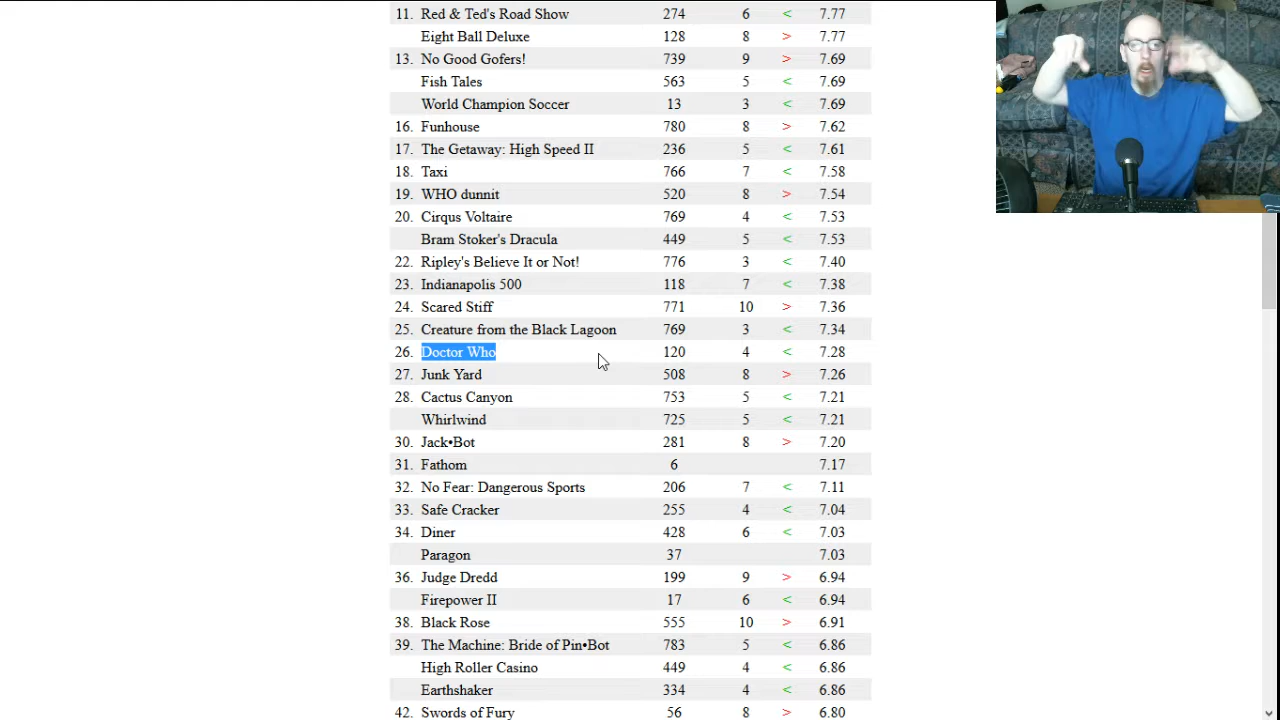 11. Red & Ted's Road Show 274 6 < 7.77
Eight Ball Deluxe 128 8 > 7.77
13. No Good Gofers! 739 9 > 7.69
Fish Tales 563 5 < 7.69
World Champion Soccer 13 3 < 7.69
16. Funhouse 780 8 > 7.62
17. The Getaway: High Speed II 236 5 < 7.61
18. Taxi 766 7 < 7.58
19. WHO dunnit 520 8 > 7.54
20. Cirqus Voltaire 769 4 < 7.53
Bram Stoker's Dracula 449 5 < 7.53
22. Ripley's Believe It or Not! 776 3 < 7.40
23. Indianapolis 500 118 7 < 7.38
24. Scared Stiff 771 10 > 7.36
25. Creature from the Black Lagoon 769 3 < 7.34
26. Doctor Who 120 4 < 7.28
27. Junk Yard 508 8 > 7.26
28. Cactus Canyon 753 5 < 7.21
Whirlwind 725 5 < 7.21
30. Jack•Bot 281 8 > 7.20
31. Fathom 6 7.17
32. No Fear: Dangerous Sports 206 7 < 7.11
33. Safe Cracker 255 4 < 7.04
34. Diner 428 6 < 7.03
Paragon 37 7.03
36. Judge Dredd 199 9 > 6.94
Firepower II 17 6 < 6.94
38. Black Rose 555 10 > 6.91
39. The Machine: Bride of Pin•Bot 783 5 < 6.86
High Roller Casino 449 4 < 6.86
Earthshaker 334 4 < 6.86
42. Swords of Fury 56 8 > 6.80